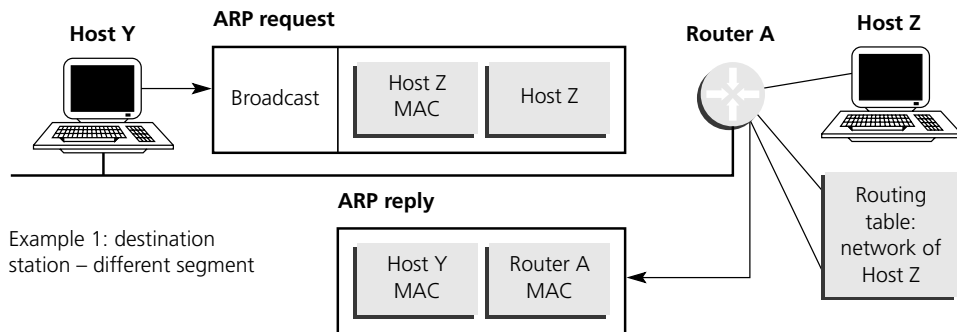 Host Y
ARP request
Broadcast
Host Z
MAC
Host Z
Router A
Host Z
ARP reply
Host Y
MAC
Router A
MAC
Routing
table:
network of
Host Z
Example 1: destination
station – different segment